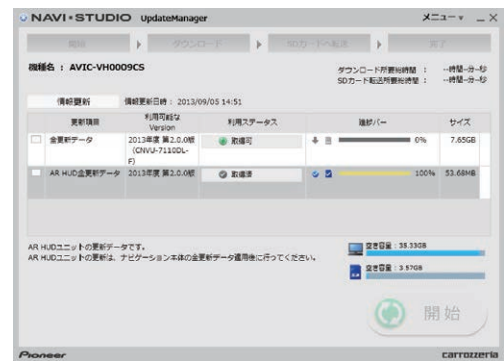 NAVI•STUDIO UpdateManager
メニュー
開始
ダウンロード
SDカードへ転送
完了
機種名 : AVIC-VH0009CS
ダウンロード所要時間 : --時間-分-秒
SDカード転送所要時間 : --時間-分-秒
情報更新
情報更新日時: 2013/09/05 14:51
更新項目
利用可能な
Version
利用ステータス
進捗バー
サイズ
全更新データ
2013年度 第2.0.0版
(CNVU-7110DL-
F)
取得可
0%
7.65GB
AR HUD全更新データ
2013年度 第2.0.0版
取得済
100%
53.68MB
AR HUDユニットの更新データです。
AR HUDユニットの更新は、ナビゲーション本体の全更新データ適用後に行ってください。
空き容量: 35.33GB
空き容量: 3.57GB
開始
Pioneer
carrozzeria